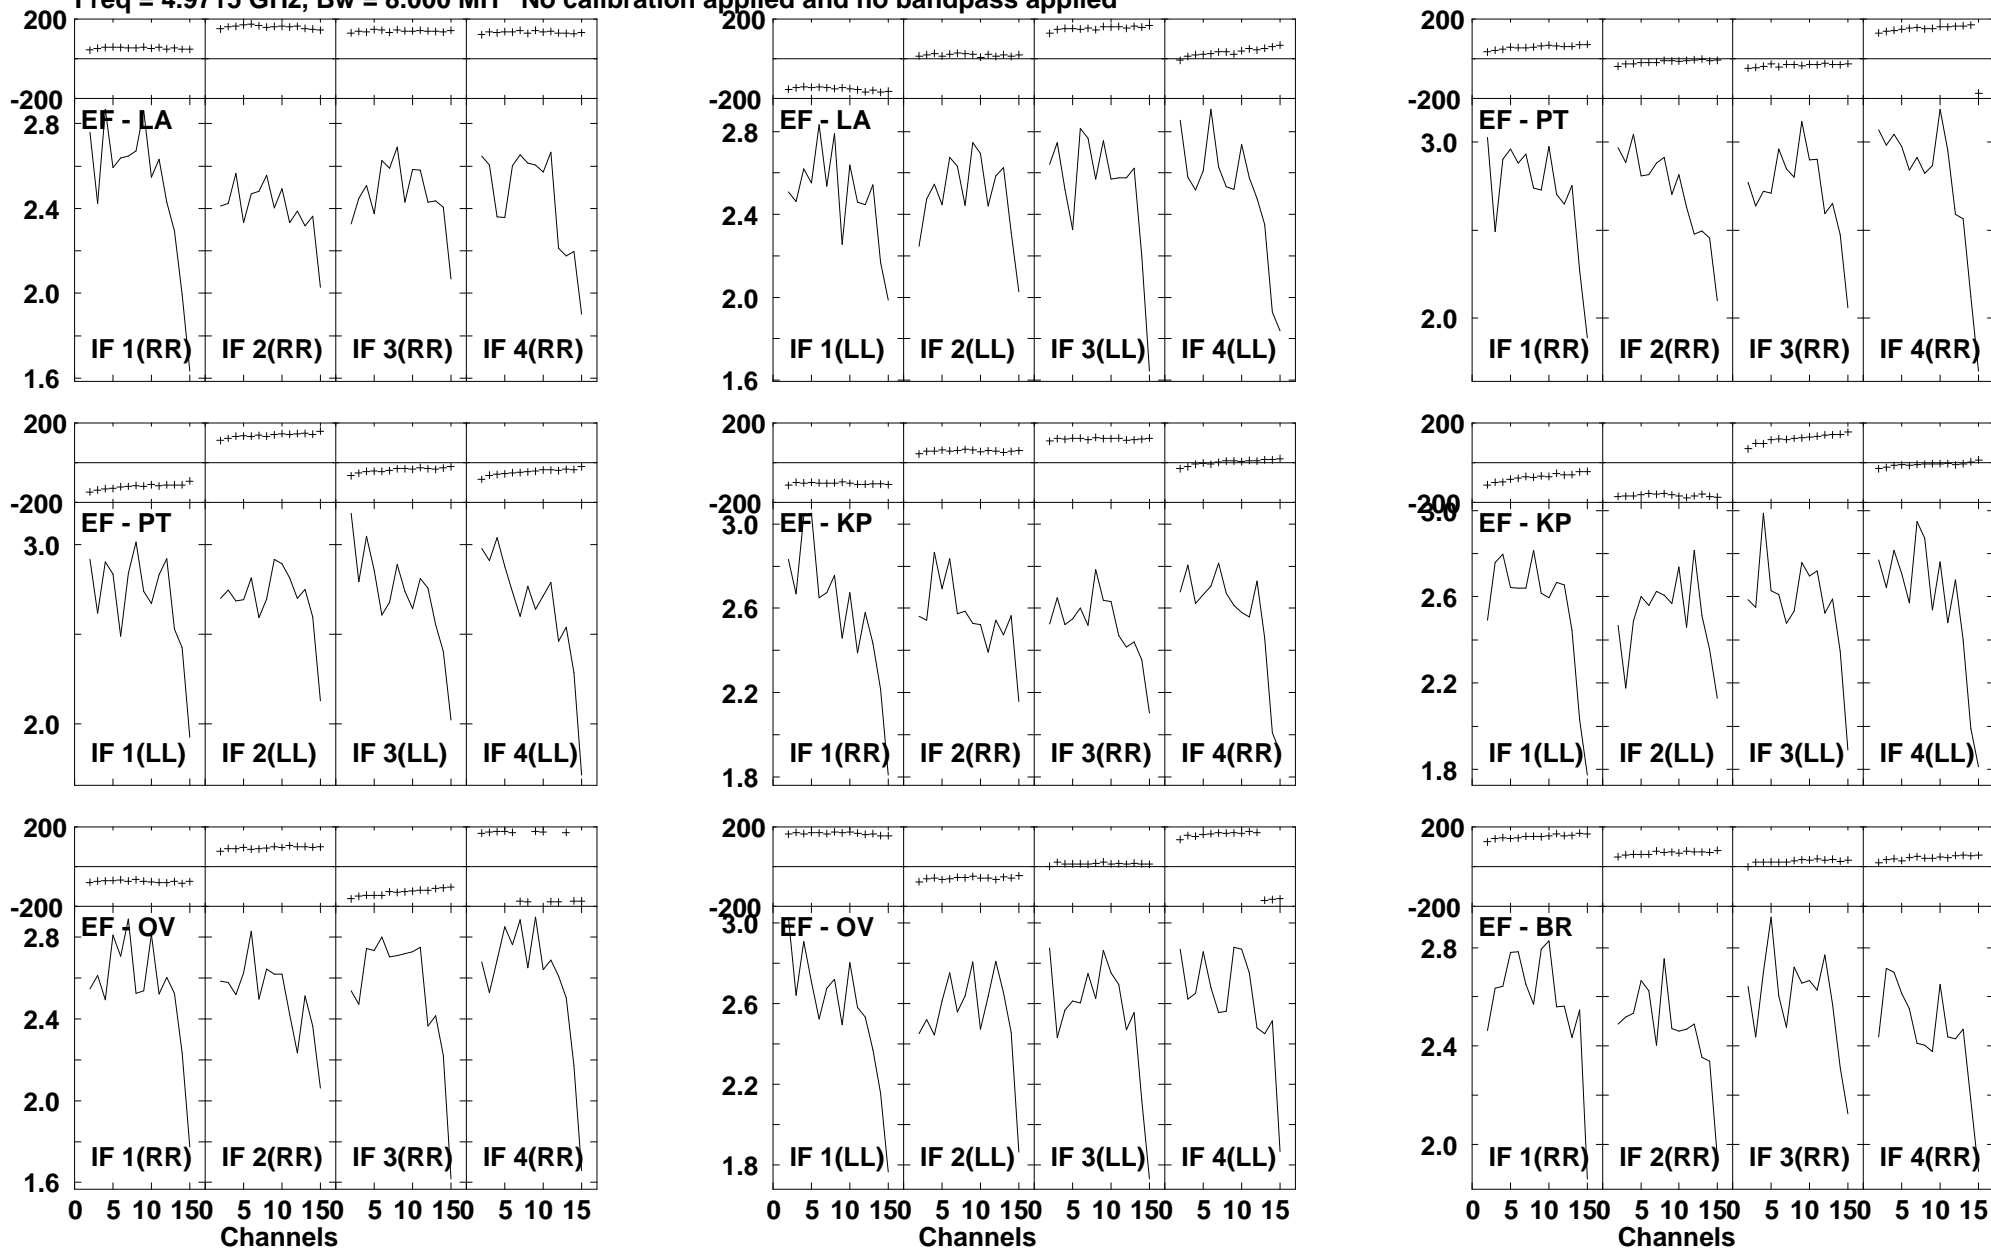 Freq = 4.9715 GHz, Bw = 8.000 MH No calibration applied and no bandpass applied
200 200 200
-200 -200 -200
EF - LA EF - LA EF - PT
2.8 2.8 3.0
2.4 2.4
2.0 2.0 2.0
IF 1(RR) IF 2(RR) IF 3(RR) IF 4(RR) IF 1(LL) IF 2(LL) IF 3(LL) IF 4(LL) IF 1(RR) IF 2(RR) IF 3(RR) IF 4(RR)
1.6 1.6
200 200 200
-200 -200 -200
EF - PT EF - KP EF - KP
3.0 3.0 3.0
2.6 2.6
2.2 2.2
2.0
IF 1(LL) IF 2(LL) IF 3(LL) IF 4(LL) IF 1(RR) IF 2(RR) IF 3(RR) IF 4(RR) IF 1(LL) IF 2(LL) IF 3(LL) IF 4(LL)
1.8 1.8
200 200 200
-200 -200 -200
EF - OV EF - OV EF - BR
2.8 3.0 2.8
2.4 2.6 2.4
2.0 2.2 2.0
IF 1(RR) IF 2(RR) IF 3(RR) IF 4(RR) IF 1(LL) IF 2(LL) IF 3(LL) IF 4(LL) IF 1(RR) IF 2(RR) IF 3(RR) IF 4(RR)
1.6 1.8
0 5 10 150 5 10 150 5 10 150 5 10 15 0 5 10 150 5 10 150 5 10 150 5 10 15 0 5 10 150 5 10 150 5 10 150 5 10 15
Channels Channels Channels